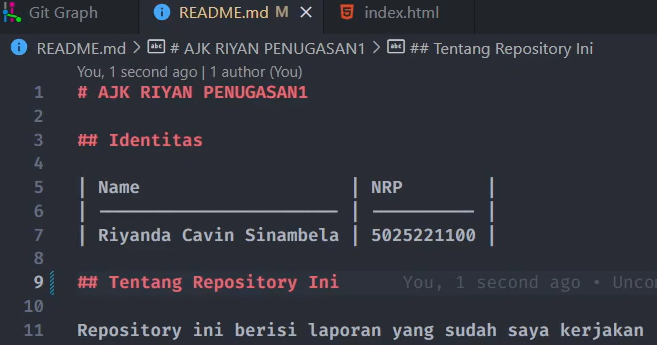 Git Graph README.md M index.html
README.md > # AJK RIYAN PENUGASAN1 > ## Tentang Repository Ini
You, 1 second ago | 1 author (You)
1 # AJK RIYAN PENUGASAN1
2
3 ## Identitas
4
5 | Name | NRP |
6 | ----------------------- | ---------- |
7 | Riyanda Cavin Sinambela | 5025221100 |
8
9 ## Tentang Repository Ini You, 1 second ago • Uncom
10
11 Repository ini berisi laporan yang sudah saya kerjakan